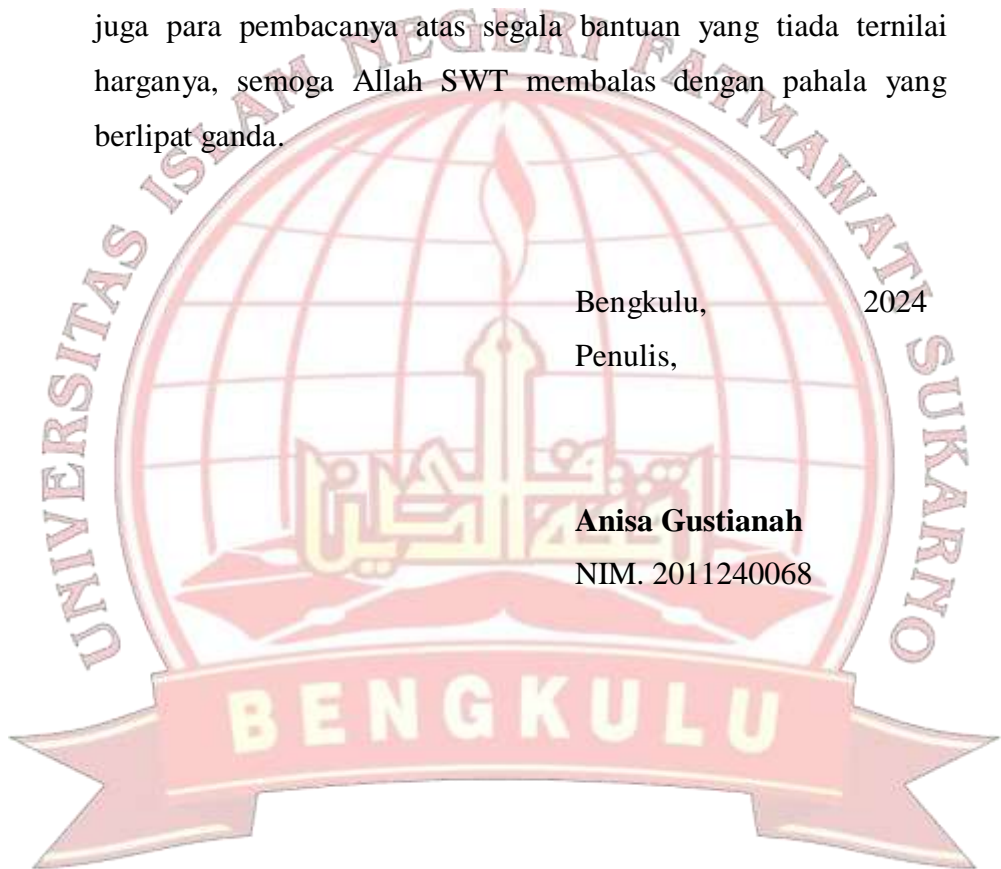 juga para pembacanya atas segala bantuan yang tiada ternilai
harganya, semoga Allah SWT membalas dengan pahala yang
berlipat ganda.
UNIVERSITAS ISLAM NEGERI FATMAWATI SUKARNO
Bengkulu, 2024
Penulis,
Anisa Gustianah
NIM. 2011240068
BENGKULU